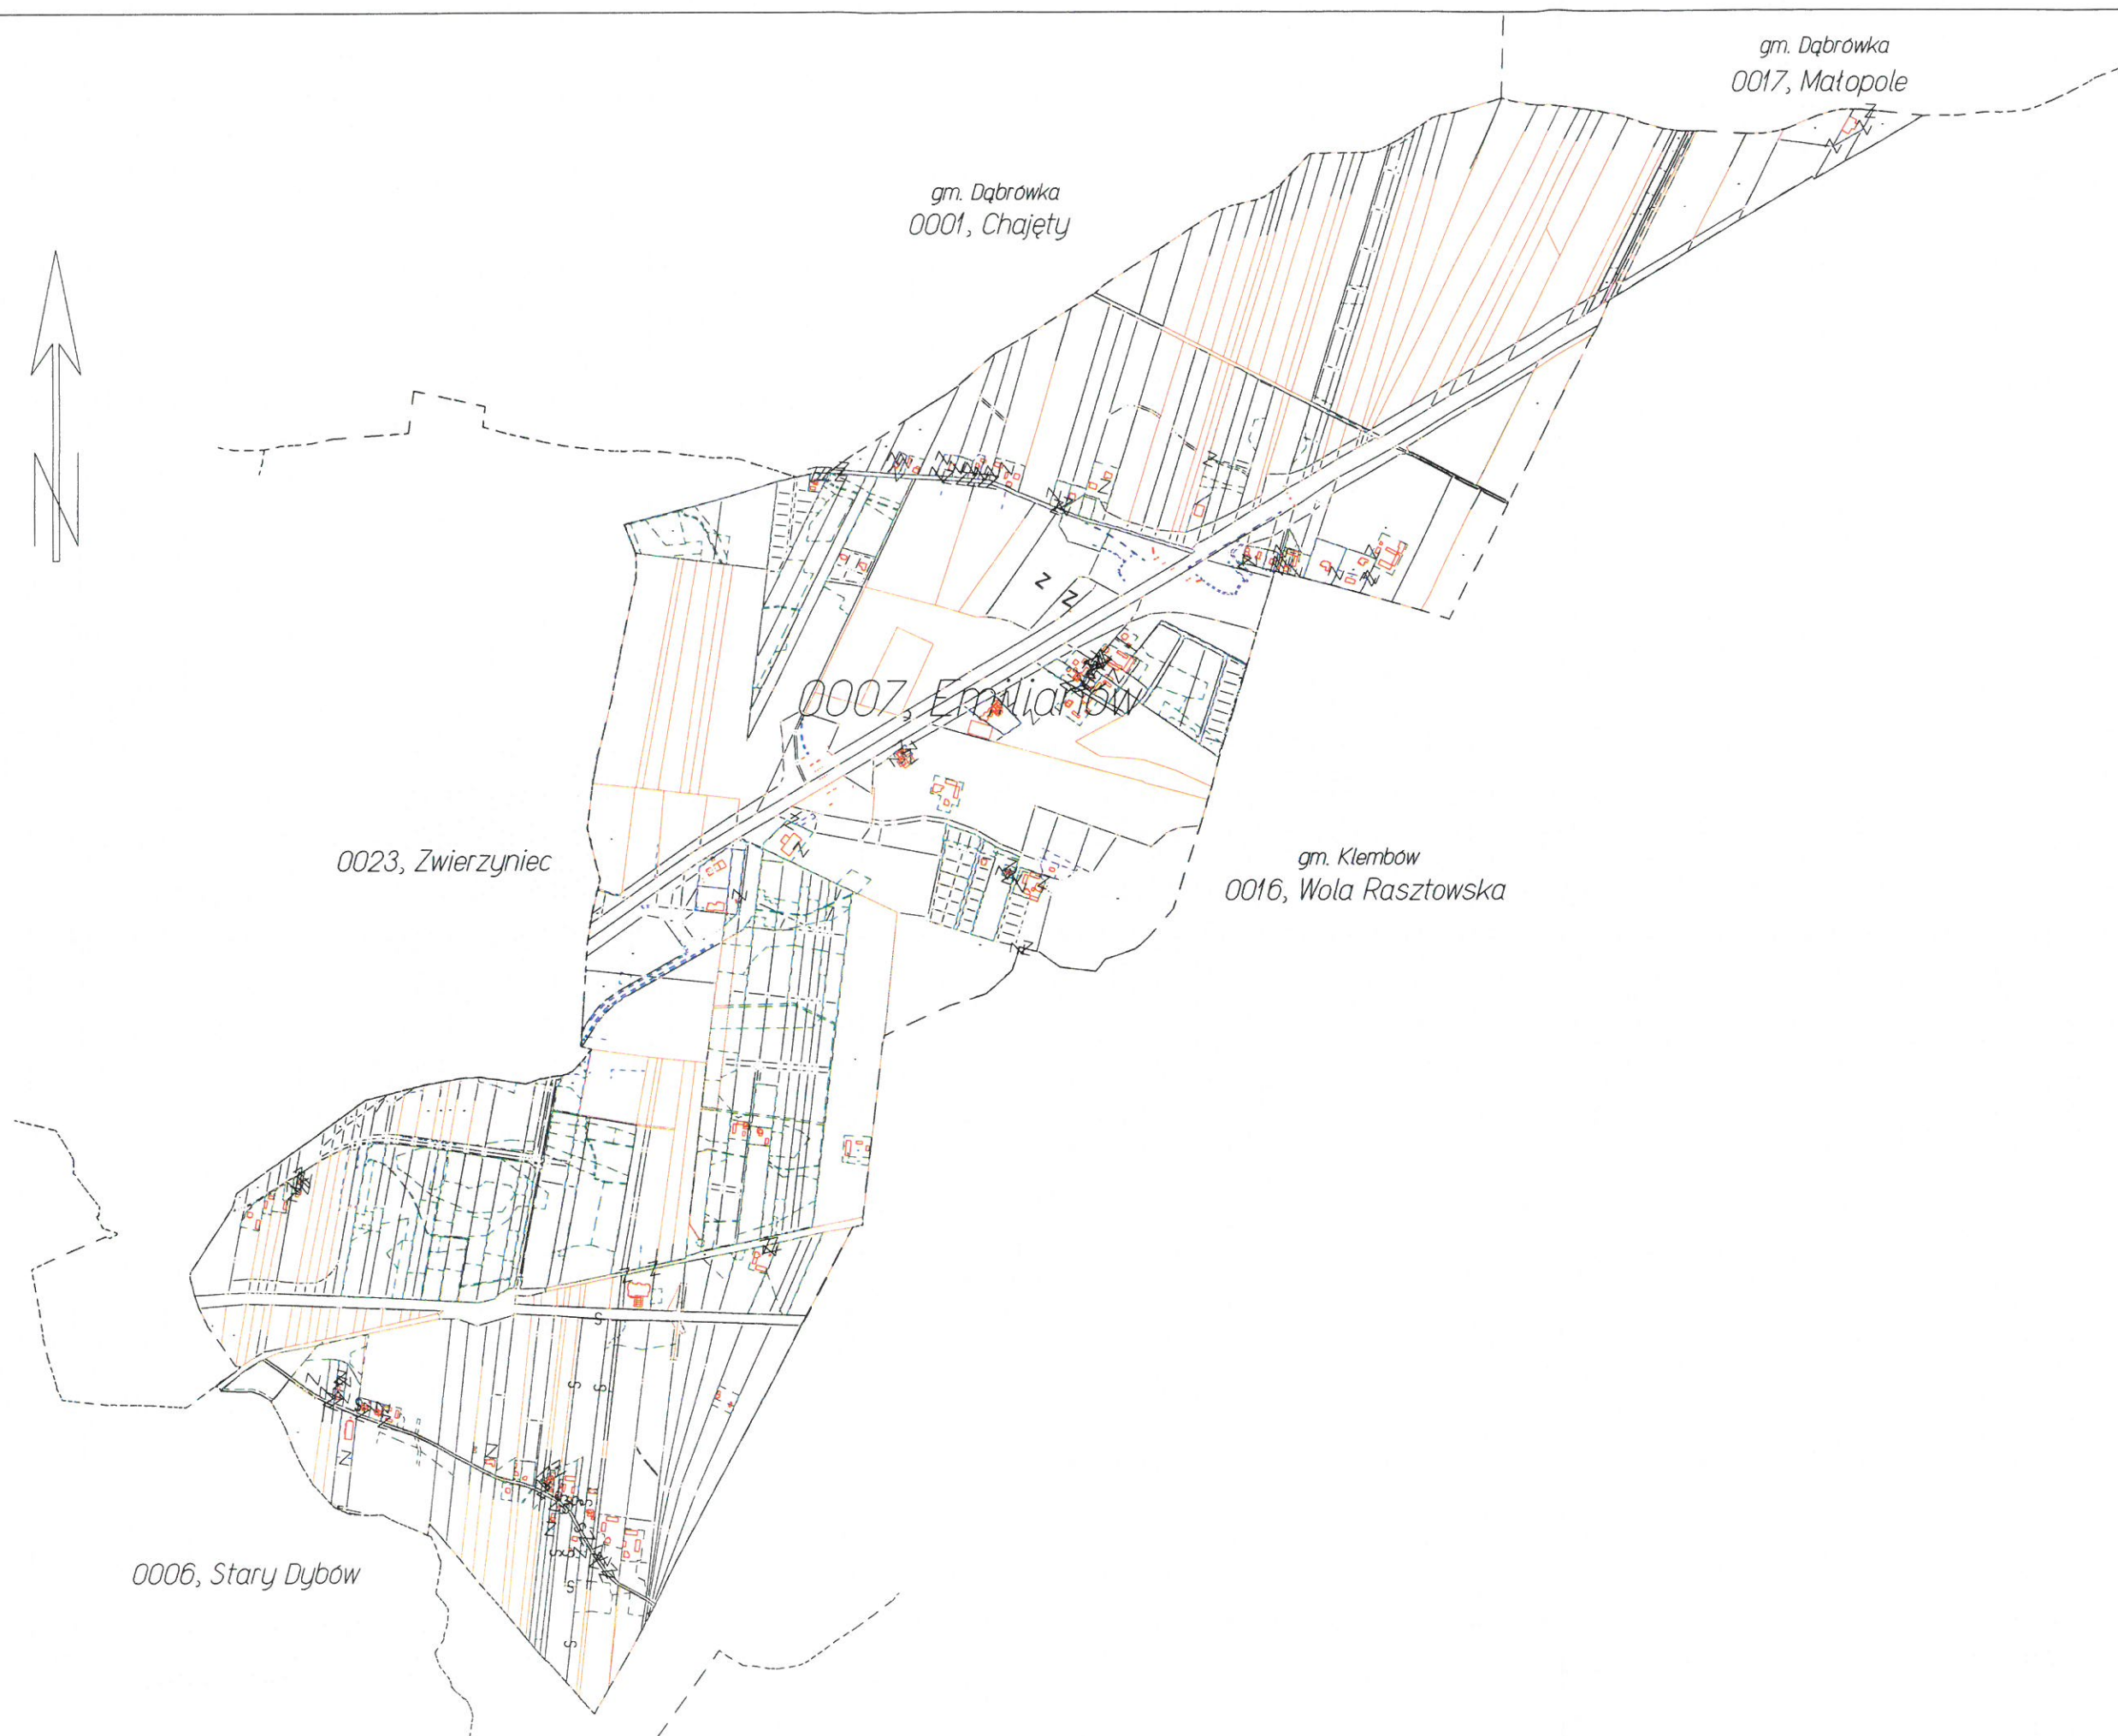 gm. Dąbrówka
0017, Małopole
gm. Dąbrówka
0001, Chajęty
N
0007, Emilianów
0023, Zwierzyniec
gm. Klembów
0016, Wola Rasztowska
0006, Stary Dybów